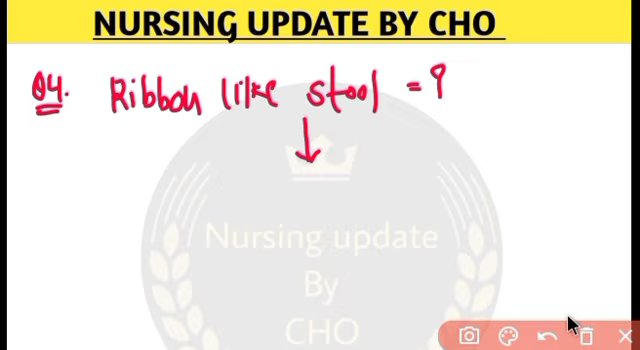 NURSING UPDATE BY CHO
Q4. Ribbon like stool = ?
Nursing update
By
CHO